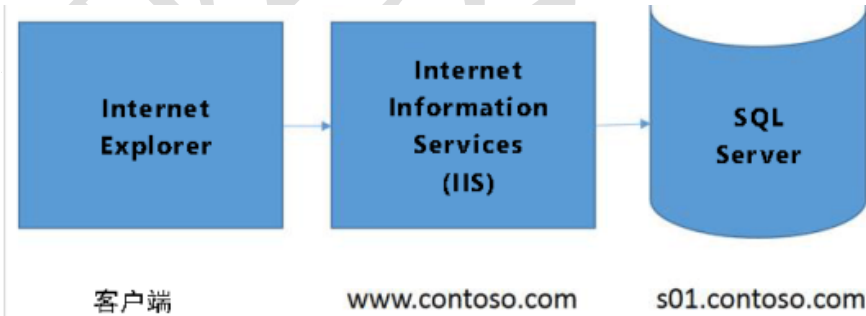 Internet
Explorer
Internet
Information
Services
(IIS)
SQL
Server
客户端
www.contoso.com
s01.contoso.com